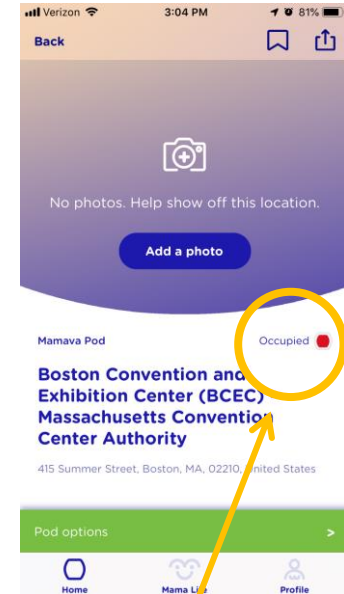 Verizon 3:04 PM 81%
Back
No photos. Help show off this location.
Add a photo
Mamava Pod Occupied
Boston Convention and
Exhibition Center (BCEC)
Massachusetts Convention
Center Authority
415 Summer Street, Boston, MA, 02210, United States
Pod options >
Home Mama Life Profile